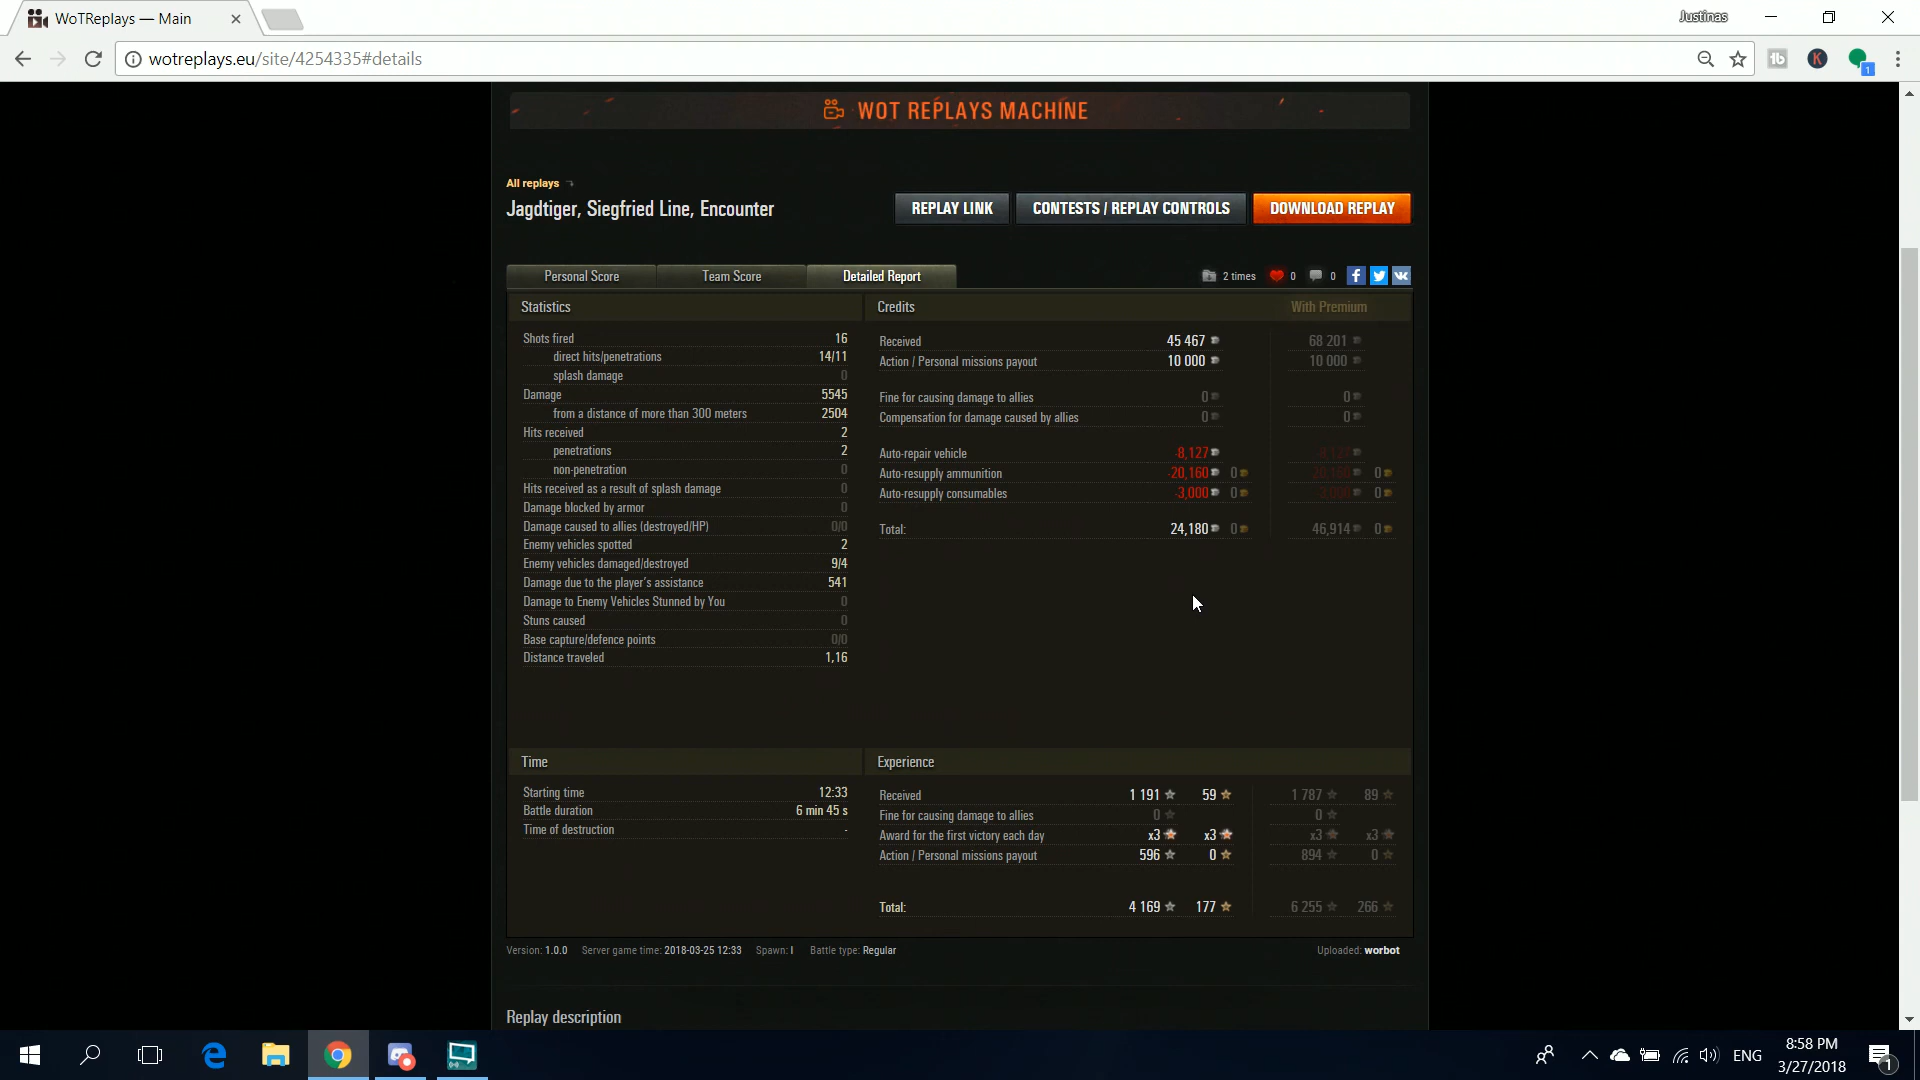 WoTReplays — Main
Justinas
wotreplays.eu/site/4254335#details
WOT REPLAYS MACHINE
All replays
Jagdtiger, Siegfried Line, Encounter
REPLAY LINK
CONTESTS / REPLAY CONTROLS
DOWNLOAD REPLAY
Personal Score
Team Score
Detailed Report
2 times 0 0
Statistics
Shots fired 16
direct hits/penetrations 14/11
splash damage 0
Damage 5545
from a distance of more than 300 meters 2504
Hits received 2
penetrations 2
non-penetration 0
Hits received as a result of splash damage 0
Damage blocked by armor 0
Damage caused to allies (destroyed/HP) 0/0
Enemy vehicles spotted 2
Enemy vehicles damaged/destroyed 9/4
Damage due to the player's assistance 541
Damage to Enemy Vehicles Stunned by You 0
Stuns caused 0
Base capture/defence points 0/0
Distance traveled 1,16
Credits With Premium
Received 45 467 68 201
Action / Personal missions payout 10 000 10 000
Fine for causing damage to allies 0 0
Compensation for damage caused by allies 0 0
Auto-repair vehicle -8,127 -8,127
Auto-resupply ammunition -20,160 0 -20,160 0
Auto-resupply consumables -3,000 0 -3,000 0
Total: 24,180 0 46,914 0
Time
Starting time 12:33
Battle duration 6 min 45 s
Time of destruction -
Experience
Received 1 191 59 1 787 89
Fine for causing damage to allies 0 0
Award for the first victory each day x3 x3 x3 x3
Action / Personal missions payout 596 0 894 0
Total: 4 169 177 6 255 266
Version: 1.0.0 Server game time: 2018-03-25 12:33 Spawn: I Battle type: Regular
Uploaded: worbot
Replay description
ENG
8:58 PM
3/27/2018
1